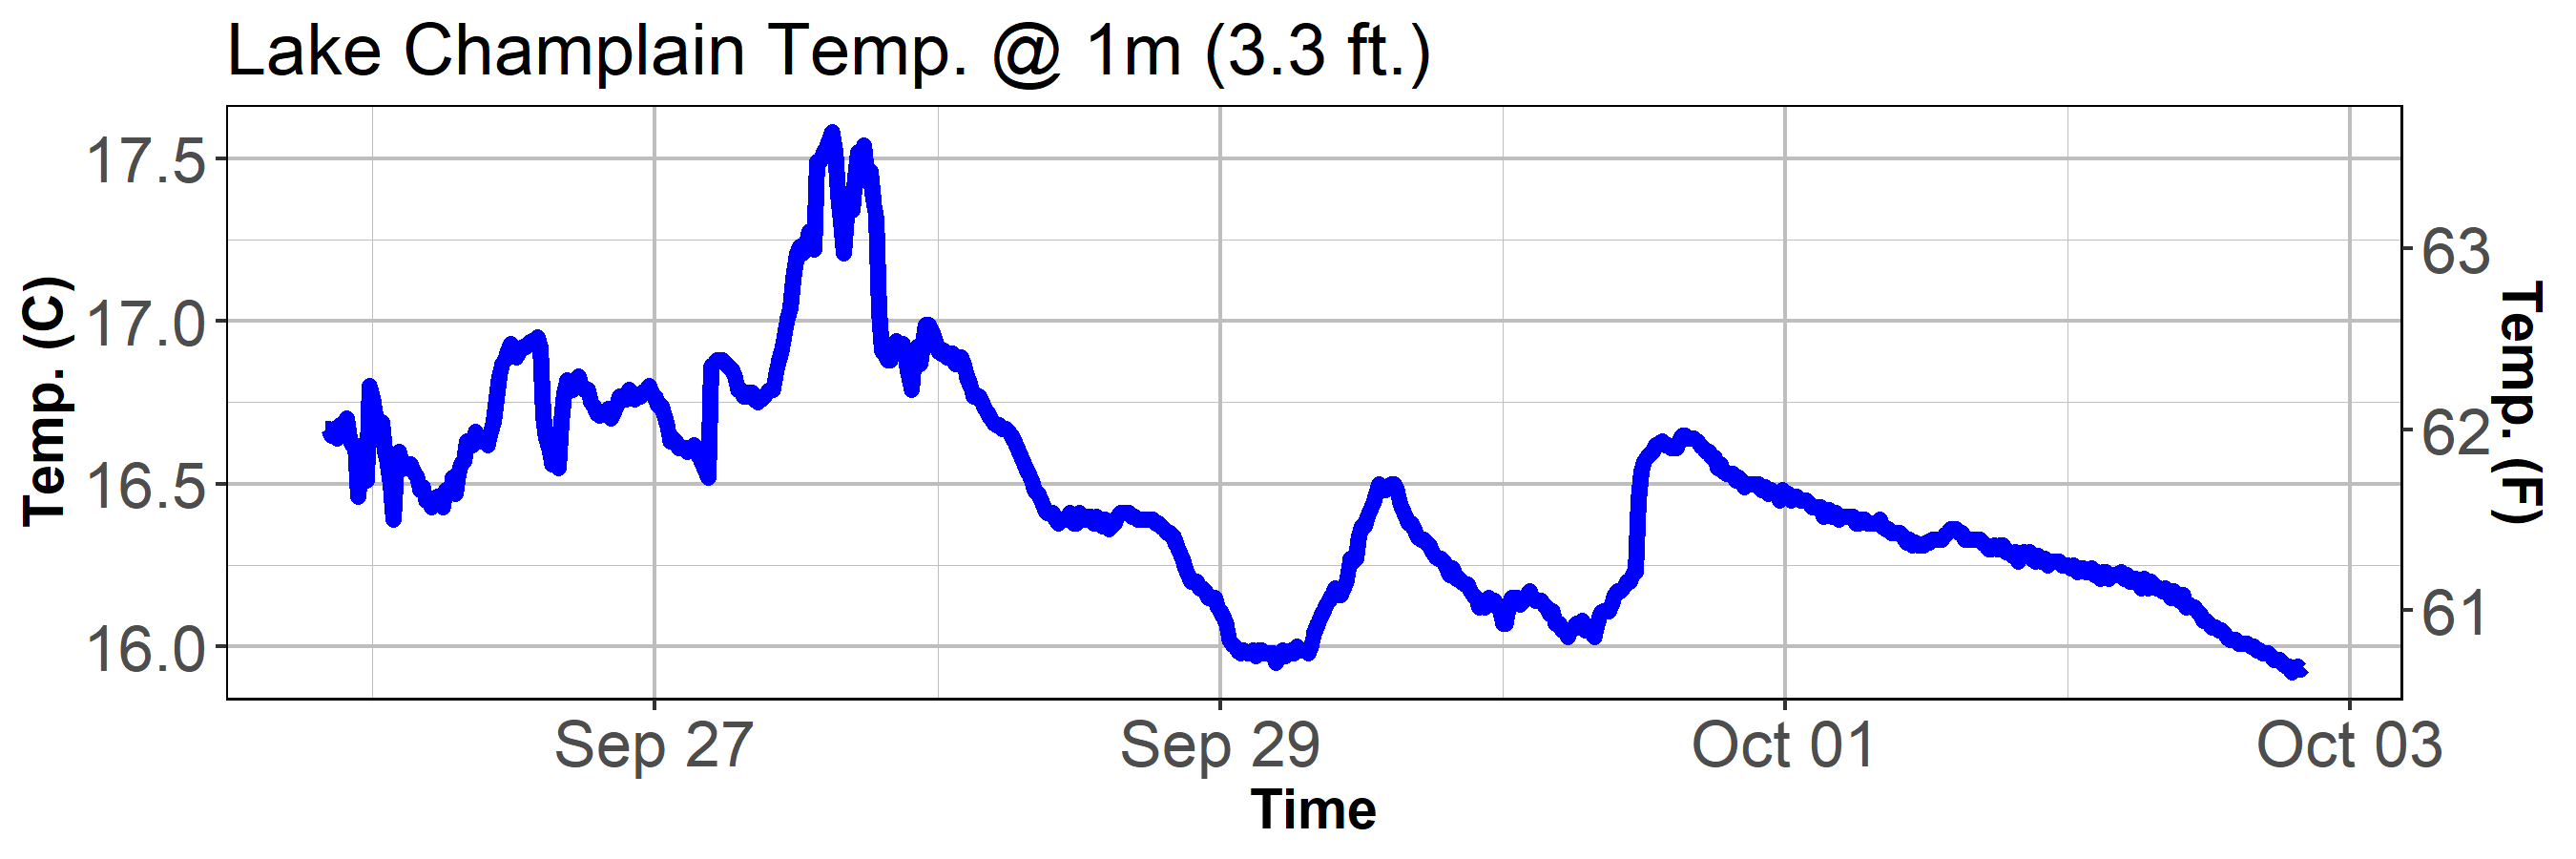 Lake Champlain Temp. @ 1m (3.3 ft.)
Temp. (C)
17.5
17.0
16.5
16.0
63
62
61
Temp. (F)
Sep 27
Sep 29
Oct 01
Oct 03
Time